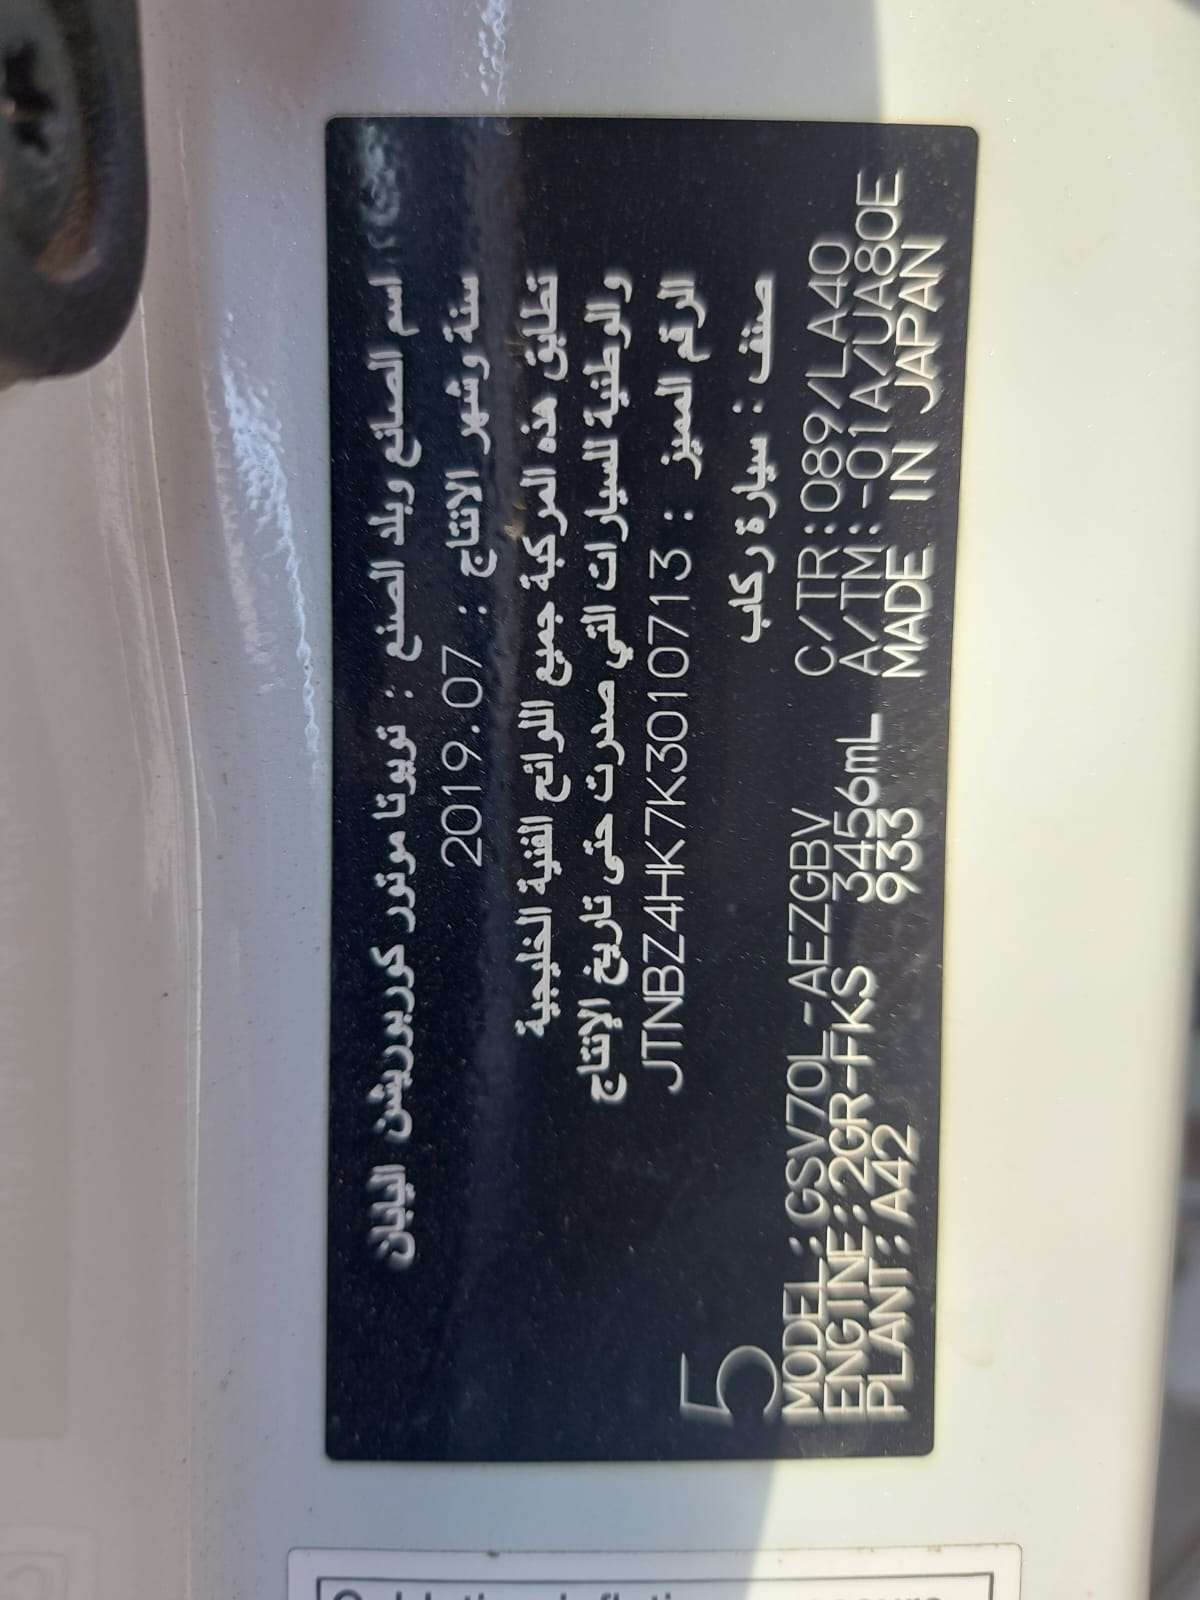 اسم الصانع وبلد الصنع : تويوتا موتور كوربوريشن اليابان
سنة وشهر الانتاج : 2019.07
تطابق هذه المركبة جميع اللوائح الفنية الخليجية
والوطنية للسيارات التي صدرت حتى تاريخ الإنتاج
الرقم المميز : JTNBZ4HK7K3010713
صنف : سيارة ركاب
5
MODEL:GSV70L-AEZGBV C/TR:089/LA40
ENGINE:2GR-FKS 3456mL A/TM:-01A/UA80E
PLANT:A42 933 MADE IN JAPAN